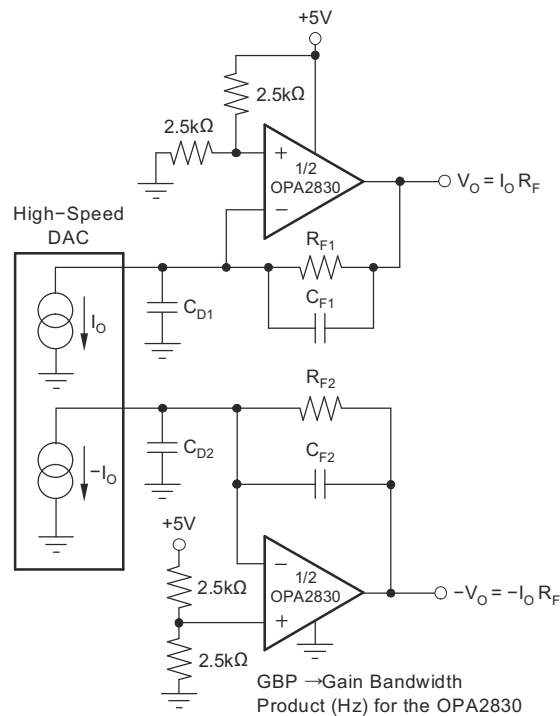 +5V
2.5kΩ
2.5kΩ
+
1/2
OPA2830
−
V_O = I_O R_F
High−Speed
DAC
R_F1
C_F1
C_D1
I_O
R_F2
C_F2
C_D2
−I_O
+5V
2.5kΩ
−
1/2
OPA2830
+
−V_O = −I_O R_F
2.5kΩ
GBP →Gain Bandwidth
Product (Hz) for the OPA2830